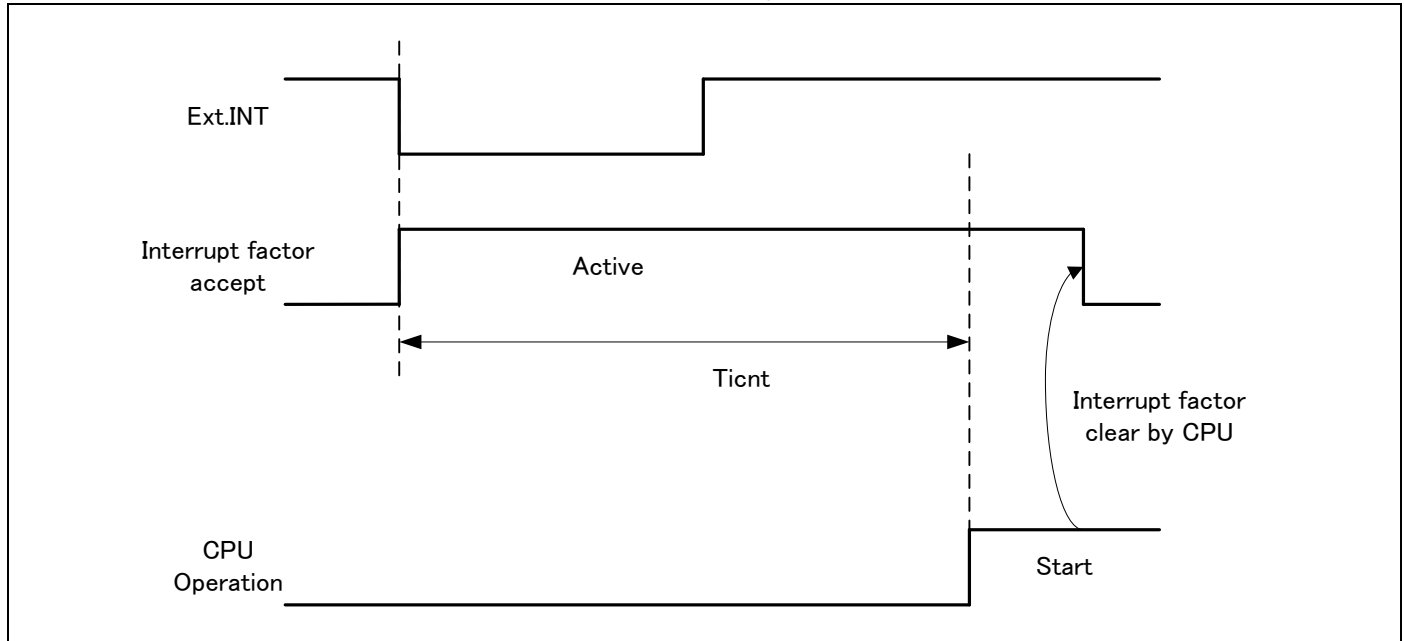 Ext.INT
Interrupt factor
accept
Active
Ticnt
Interrupt factor
clear by CPU
CPU
Operation
Start